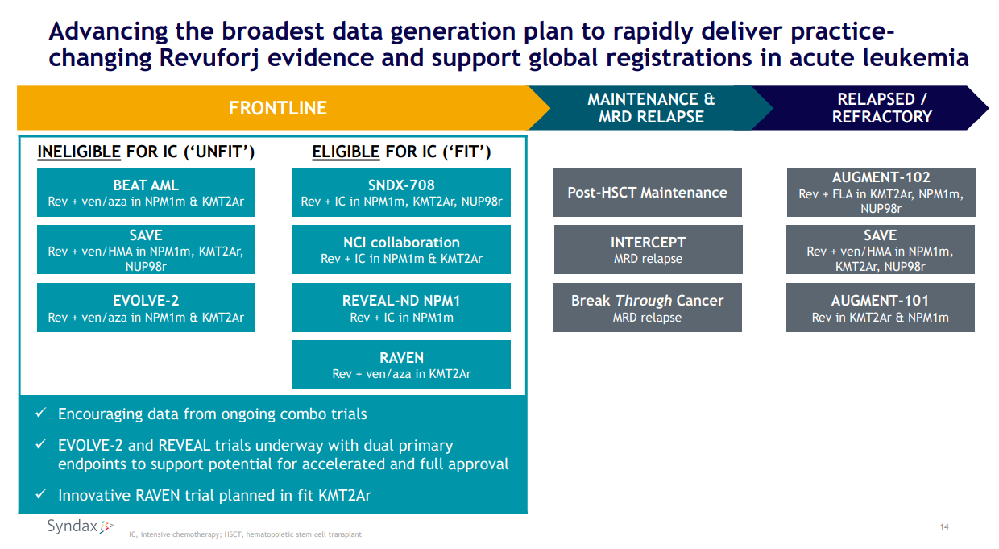 Advancing the broadest data generation plan to rapidly deliver practice-
changing Revuforj evidence and support global registrations in acute leukemia
FRONTLINE
MAINTENANCE &
MRD RELAPSE
RELAPSED /
REFRACTORY
INELIGIBLE FOR IC (‘UNFIT’)
BEAT AML
Rev + ven/aza in NPM1m & KMT2Ar
SAVE
Rev + ven/HMA in NPM1m, KMT2Ar,
NUP98r
EVOLVE-2
Rev + ven/aza in NPM1m & KMT2Ar
ELIGIBLE FOR IC (‘FIT’)
SNDX-708
Rev + IC in NPM1m, KMT2Ar, NUP98r
NCI collaboration
Rev + IC in NPM1m & KMT2Ar
REVEAL-ND NPM1
Rev + IC in NPM1m
RAVEN
Rev + ven/aza in KMT2Ar
Post-HSCT Maintenance
INTERCEPT
MRD relapse
Break Through Cancer
MRD relapse
AUGMENT-102
Rev + FLA in KMT2Ar, NPM1m,
NUP98r
SAVE
Rev + ven/HMA in NPM1m,
KMT2Ar, NUP98r
AUGMENT-101
Rev in KMT2Ar & NPM1m
✓ Encouraging data from ongoing combo trials
✓ EVOLVE-2 and REVEAL trials underway with dual primary
endpoints to support potential for accelerated and full approval
✓ Innovative RAVEN trial planned in fit KMT2Ar
Syndax
IC, intensive chemotherapy; HSCT, hematopoietic stem cell transplant
14